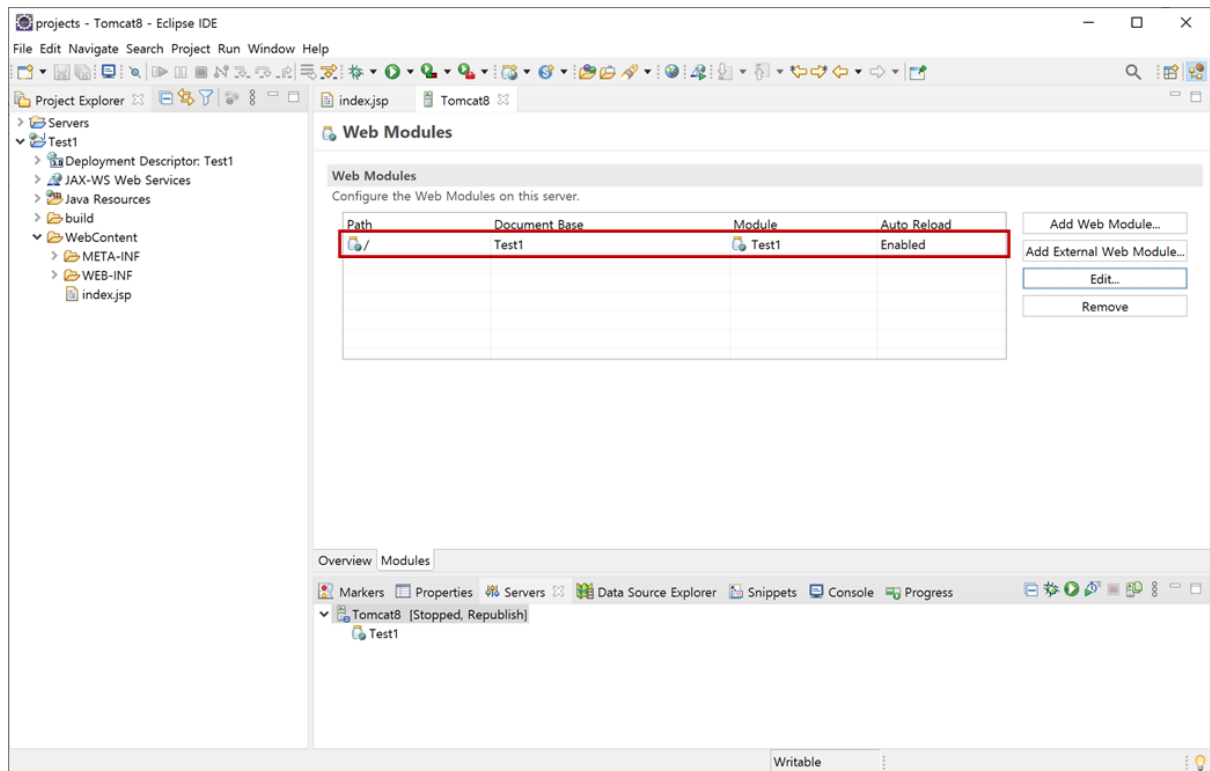 projects - Tomcat8 - Eclipse IDE
File Edit Navigate Search Project Run Window Help
Project Explorer
index.jsp Tomcat8
Servers
Test1
3.0 Deployment Descriptor: Test1
JAX-WS Web Services
Java Resources
build
WebContent
META-INF
WEB-INF
index.jsp
Web Modules
Web Modules
Configure the Web Modules on this server.
Path Document Base Module Auto Reload
/ Test1 Test1 Enabled
Add Web Module...
Add External Web Module...
Edit...
Remove
Overview Modules
Markers Properties Servers Data Source Explorer Snippets Console Progress
Tomcat8 [Stopped, Republish]
Test1
Writable